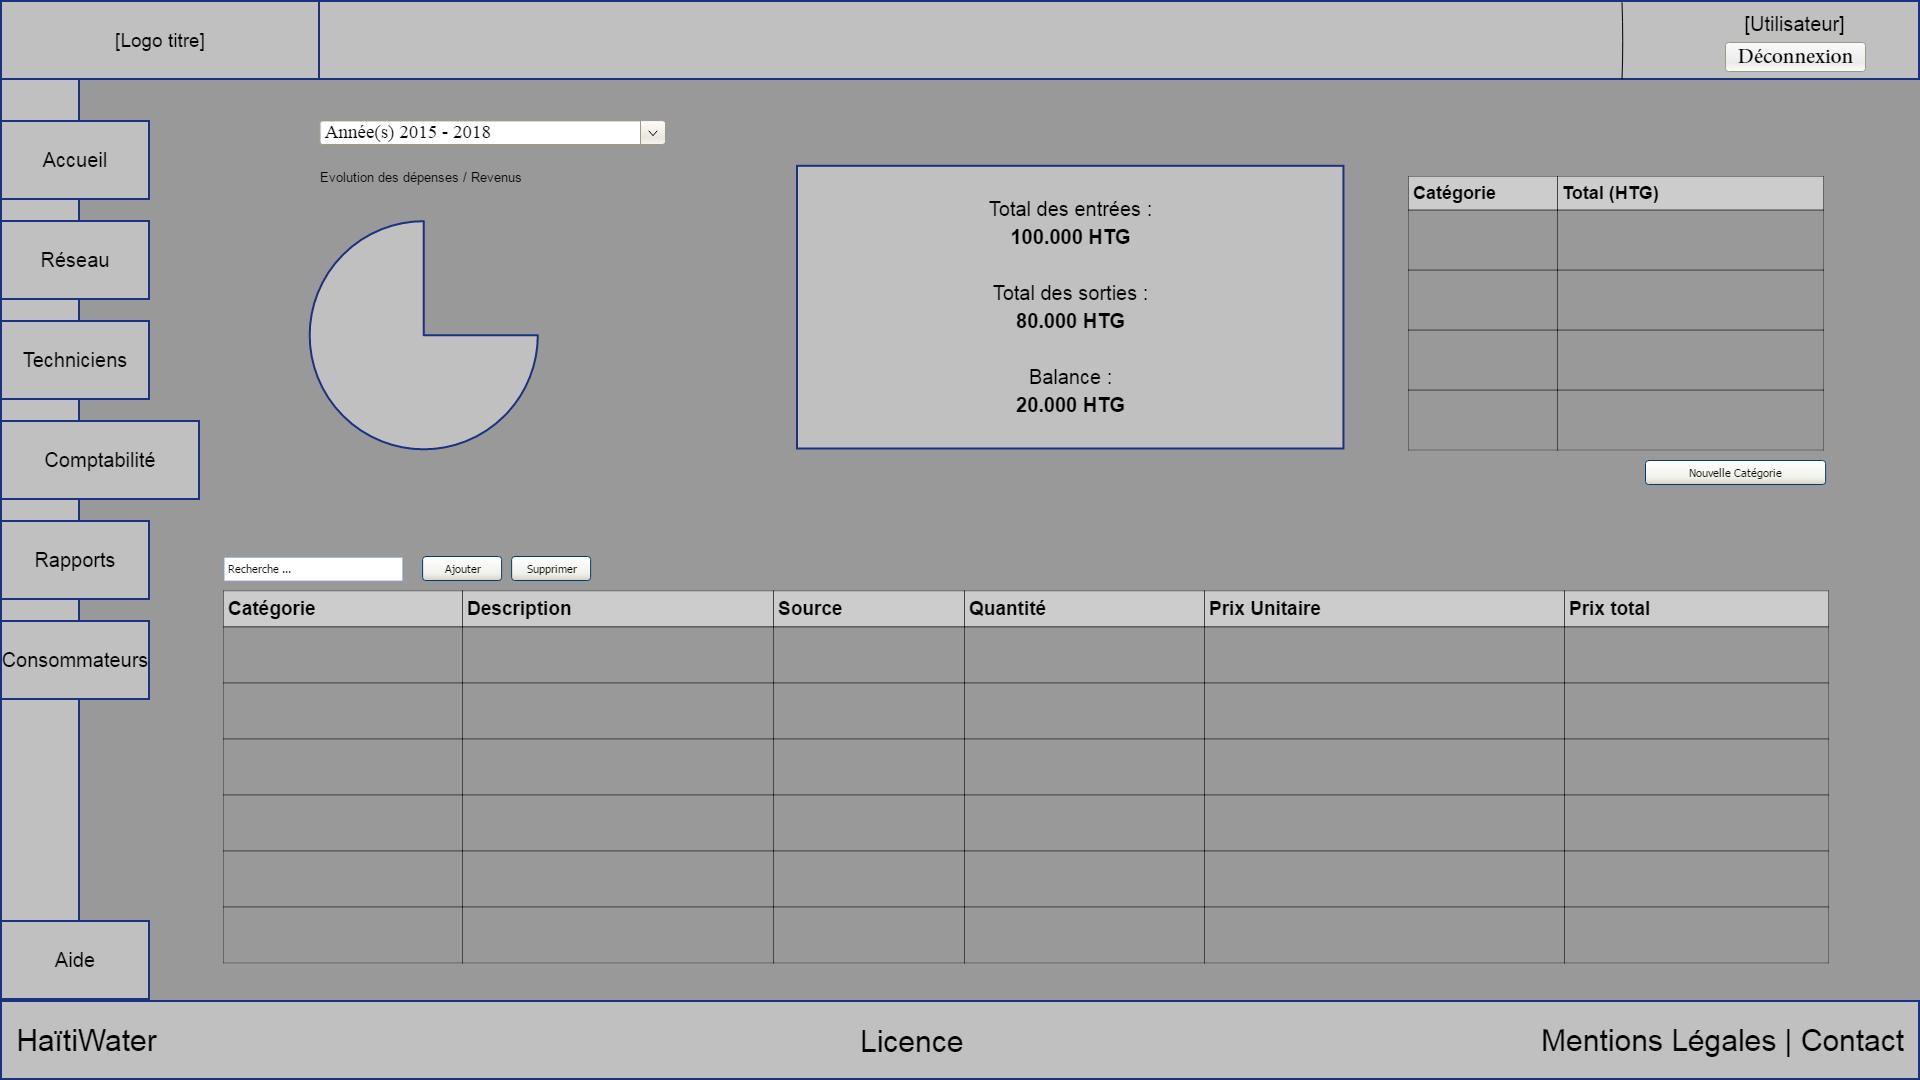 [Logo titre]
[Utilisateur]
Déconnexion
Accueil
Réseau
Techniciens
Comptabilité
Rapports
Consommateurs
Aide
Année(s) 2015 - 2018
Evolution des dépenses / Revenus
Total des entrées :
100.000 HTG
Total des sorties :
80.000 HTG
Balance :
20.000 HTG
Catégorie Total (HTG)
Nouvelle Catégorie
Recherche ... Ajouter Supprimer
Catégorie Description Source Quantité Prix Unitaire Prix total
HaïtiWater Licence Mentions Légales | Contact